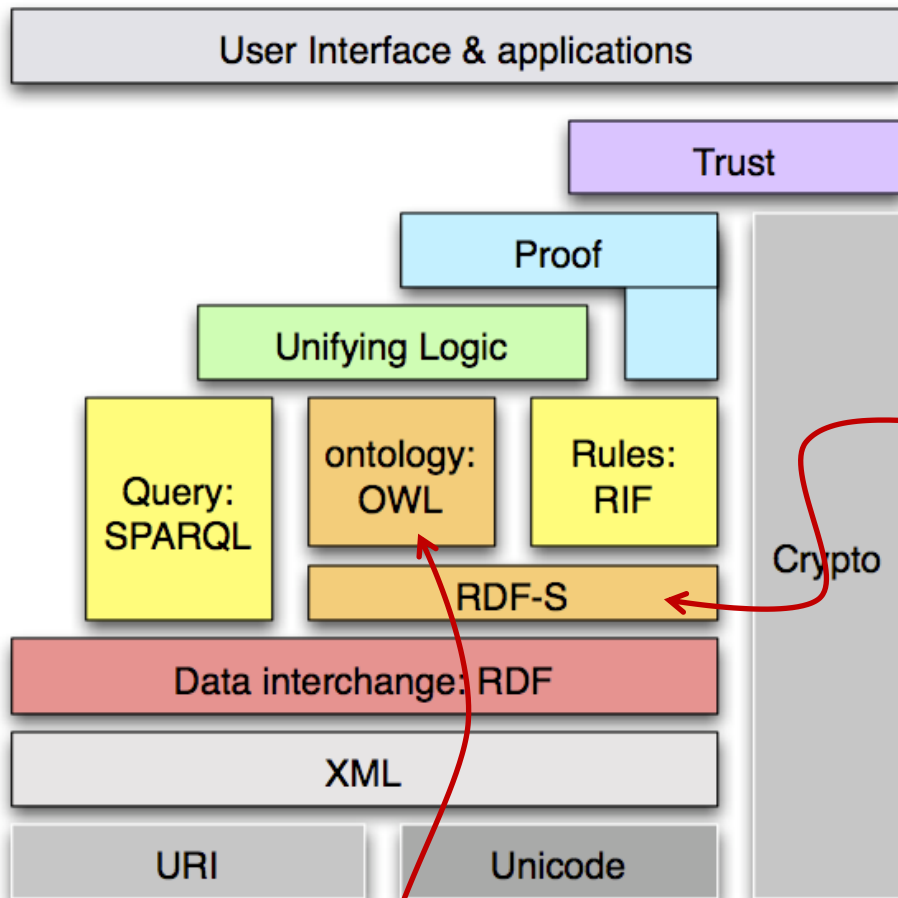 User Interface & applications
Trust
Proof
Unifying Logic
Query:
SPARQL
ontology:
OWL
Rules:
RIF
Crypto
RDF-S
Data interchange: RDF
XML
URI
Unicode